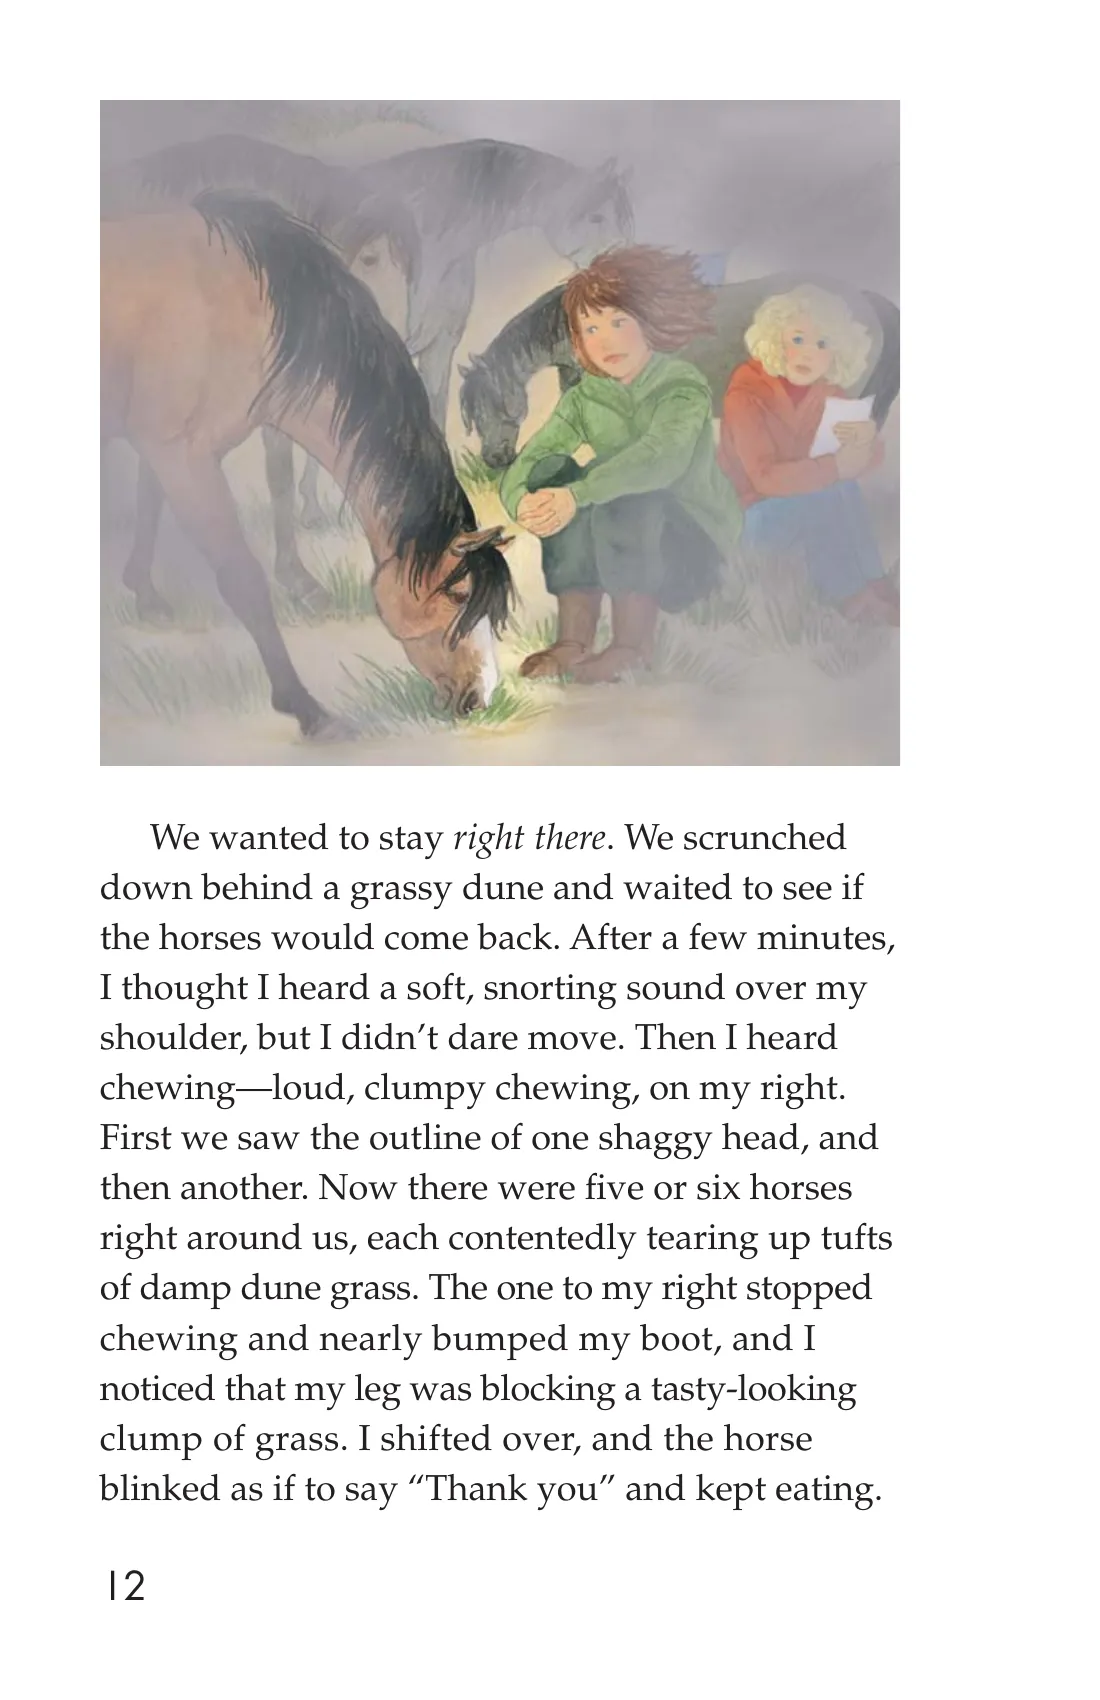 We wanted to stay right there. We scrunched
down behind a grassy dune and waited to see if
the horses would come back. After a few minutes,
I thought I heard a soft, snorting sound over my
shoulder, but I didn’t dare move. Then I heard
chewing—loud, clumpy chewing, on my right.
First we saw the outline of one shaggy head, and
then another. Now there were five or six horses
right around us, each contentedly tearing up tufts
of damp dune grass. The one to my right stopped
chewing and nearly bumped my boot, and I
noticed that my leg was blocking a tasty-looking
clump of grass. I shifted over, and the horse
blinked as if to say “Thank you” and kept eating.
12